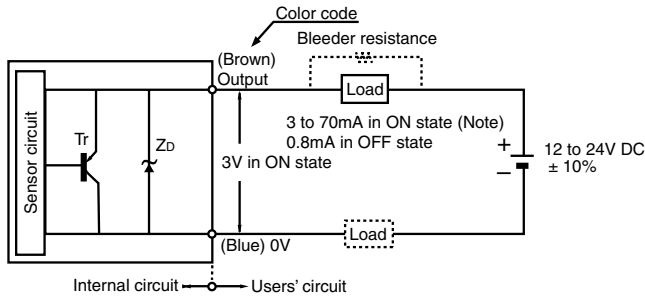 Color code
Bleeder resistance
(Brown)
Output
Load
Sensor circuit
Tr
ZD
3 to 70mA in ON state (Note)
0.8mA in OFF state
3V in ON state
+
−
12 to 24V DC
± 10%
(Blue) 0V
Load
Internal circuit
Users' circuit